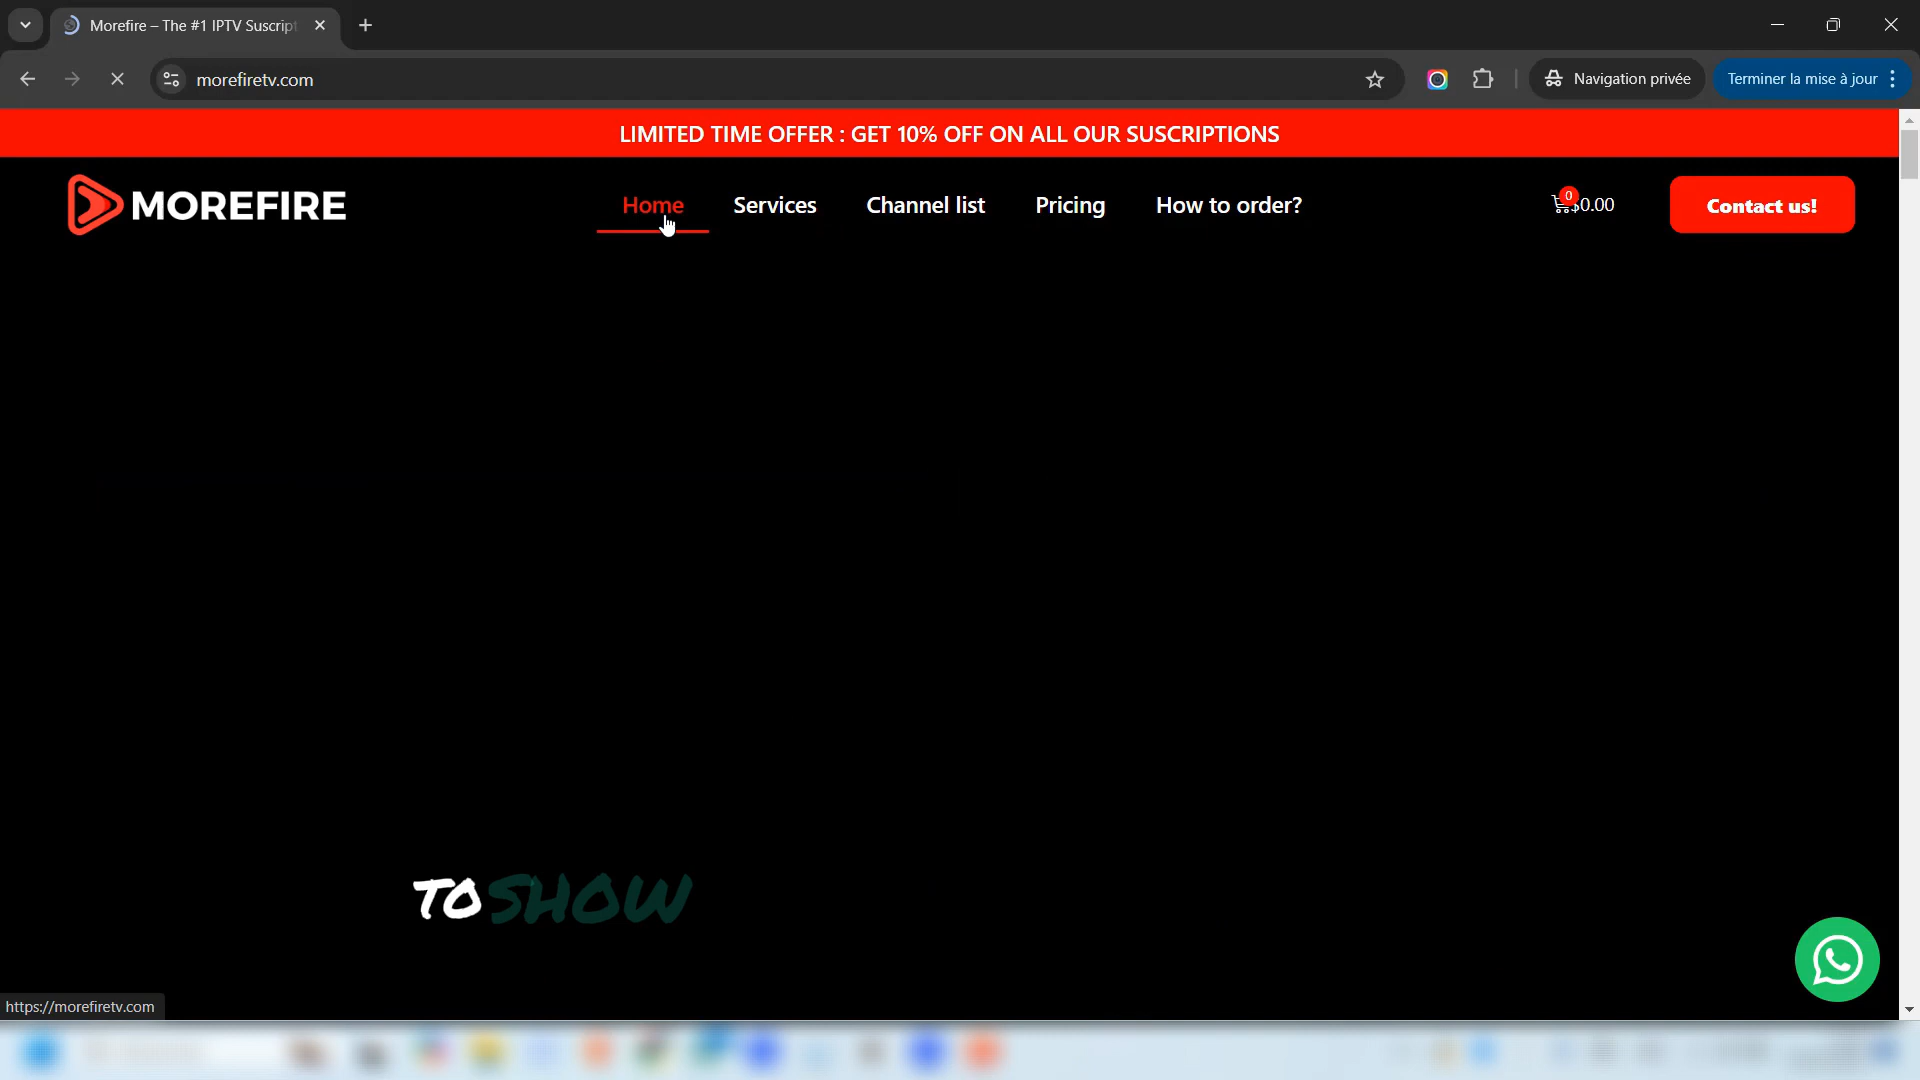 Morefire – The #1 IPTV Suscrip
morefiretv.com
Navigation privée
Terminer la mise à jour
LIMITED TIME OFFER : GET 10% OFF ON ALL OUR SUSCRIPTIONS
MOREFIRE
Home
Services
Channel list
Pricing
How to order?
0
$0.00
Contact us!
TO SHOW
https://morefiretv.com